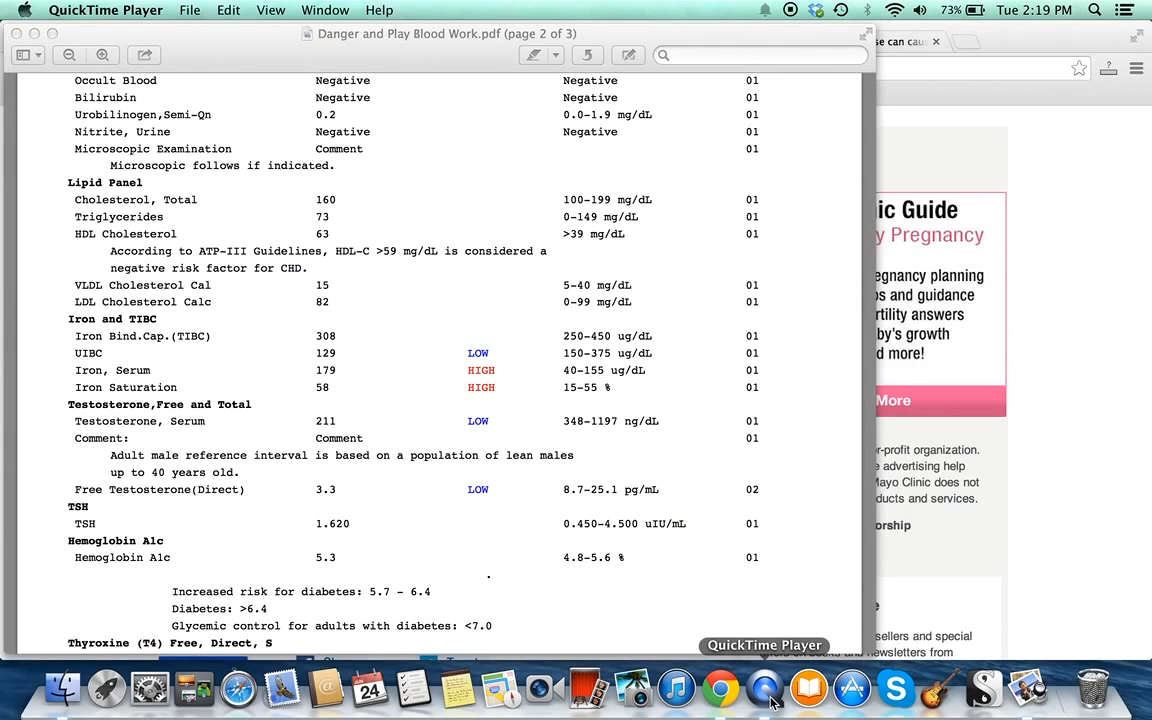 QuickTime Player File Edit View Window Help 73% Tue 2:19 PM
Danger and Play Blood Work.pdf (page 2 of 3)
se can cau
Occult Blood Negative Negative 01
Bilirubin Negative Negative 01
Urobilinogen,Semi-Qn 0.2 0.0-1.9 mg/dL 01
Nitrite, Urine Negative Negative 01
Microscopic Examination Comment 01
Microscopic follows if indicated.
Lipid Panel
Cholesterol, Total 160 100-199 mg/dL 01
Triglycerides 73 0-149 mg/dL 01
HDL Cholesterol 63 >39 mg/dL 01
According to ATP-III Guidelines, HDL-C >59 mg/dL is considered a
negative risk factor for CHD.
VLDL Cholesterol Cal 15 5-40 mg/dL 01
LDL Cholesterol Calc 82 0-99 mg/dL 01
Iron and TIBC
Iron Bind.Cap.(TIBC) 308 250-450 ug/dL 01
UIBC 129 LOW 150-375 ug/dL 01
Iron, Serum 179 HIGH 40-155 ug/dL 01
Iron Saturation 58 HIGH 15-55 % 01
Testosterone,Free and Total
Testosterone, Serum 211 LOW 348-1197 ng/dL 01
Comment: Comment 01
Adult male reference interval is based on a population of lean males
up to 40 years old.
Free Testosterone(Direct) 3.3 LOW 8.7-25.1 pg/mL 02
TSH
TSH 1.620 0.450-4.500 uIU/mL 01
Hemoglobin A1c
Hemoglobin A1c 5.3 4.8-5.6 % 01
Increased risk for diabetes: 5.7 - 6.4
Diabetes: >6.4
Glycemic control for adults with diabetes: <7.0
Thyroxine (T4) Free, Direct, S
ic Guide
y Pregnancy
egnancy planning
ps and guidance
rtility answers
by's growth
d more!
More
r-profit organization.
e advertising help
Mayo Clinic does not
ducts and services.
orship
e
sellers and special
newsletters from
QuickTime Player
JUN
24